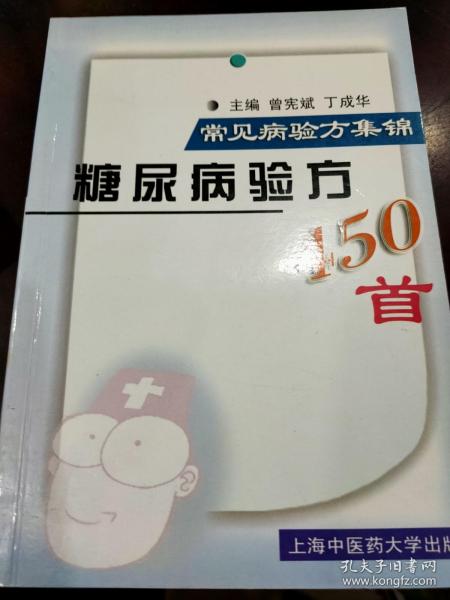 ● 主编 曾宪斌 丁成华
常见病验方集锦
糖尿病验方
150
首
上海中医药大学出版
孔夫子旧书网
www.kongfz.com